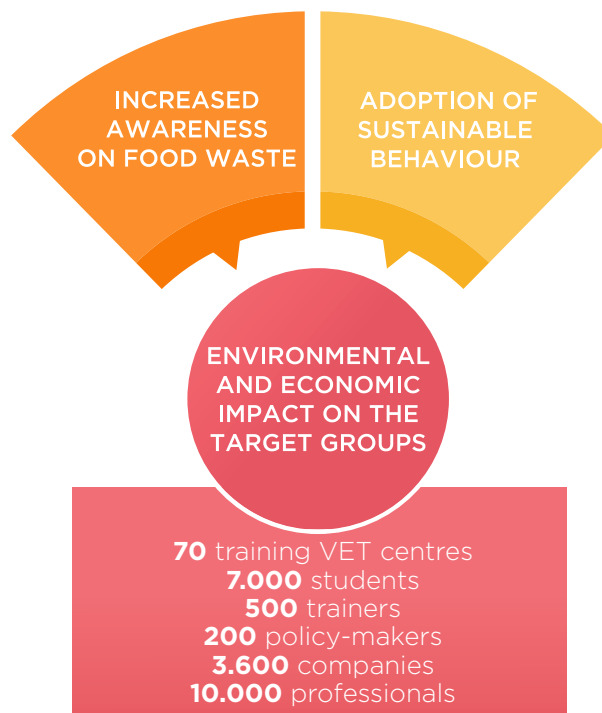 INCREASED
AWARENESS
ON FOOD WASTE
ADOPTION OF
SUSTAINABLE
BEHAVIOUR
ENVIRONMENTAL
AND ECONOMIC
IMPACT ON THE
TARGET GROUPS
70 training VET centres
7.000 students
500 trainers
200 policy-makers
3.600 companies
10.000 professionals